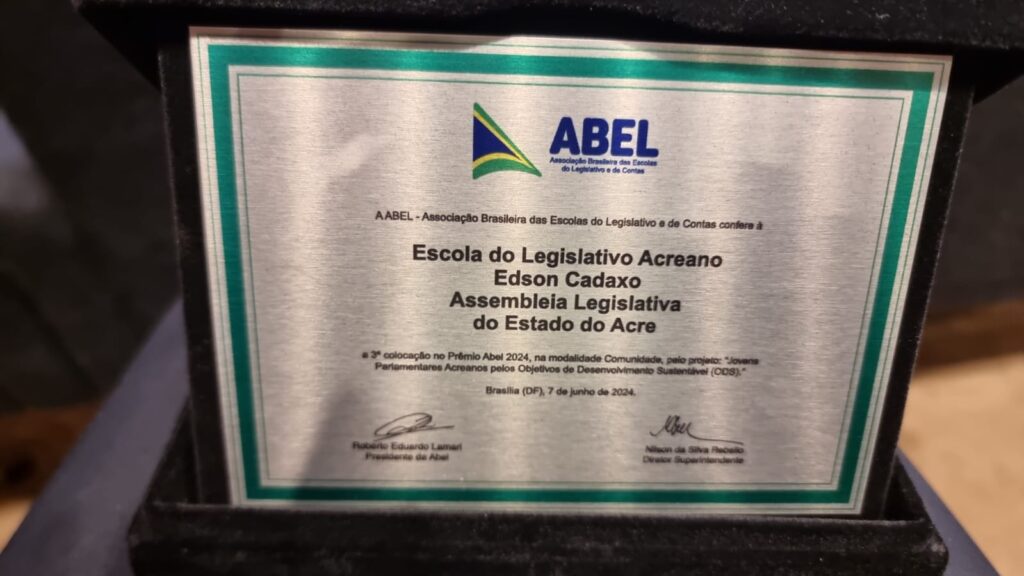 ABEL
Associação Brasileira das Escolas
do Legislativo e de Contas
A ABEL - Associação Brasileira das Escolas do Legislativo e de Contas confere à
Escola do Legislativo Acreano
Edson Cadaxo
Assembleia Legislativa
do Estado do Acre
a 3ª colocação no Prêmio Abel 2024, na modalidade Comunidade, pelo projeto: "Jovens
Parlamentares Acreanos pelos Objetivos de Desenvolvimento Sustentável (ODS)."
Brasília (DF), 7 de junho de 2024.
Roberto Eduardo Lamari
Presidente da Abel
Nilson da Silva Rebello
Diretor Superintendente